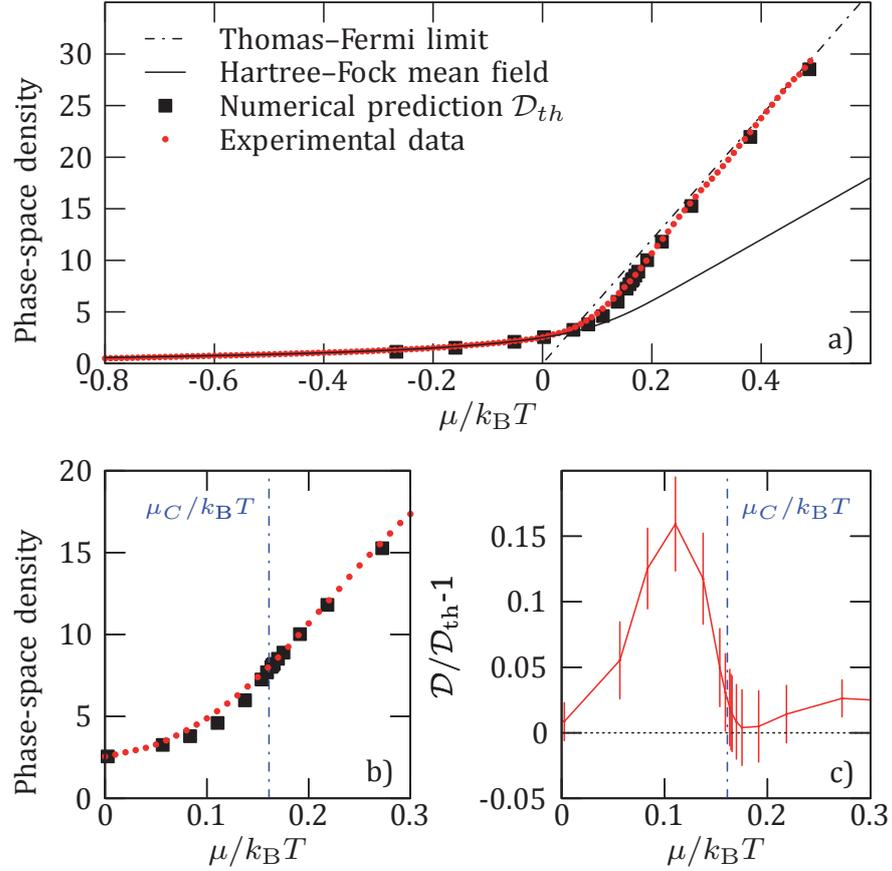 Phase-space density
30
25
20
15
10
5
0
Thomas–Fermi limit
Hartree–Fock mean field
Numerical prediction 𝒟th
Experimental data
a)
-0.8 -0.6 -0.4 -0.2 0 0.2 0.4
μ/kBT
Phase-space density
20
15
10
5
0
μC/kBT
b)
0 0.1 0.2 0.3
μ/kBT
𝒟/𝒟th-1
0.15
0.1
0.05
0
-0.05
μC/kBT
c)
0 0.1 0.2 0.3
μ/kBT